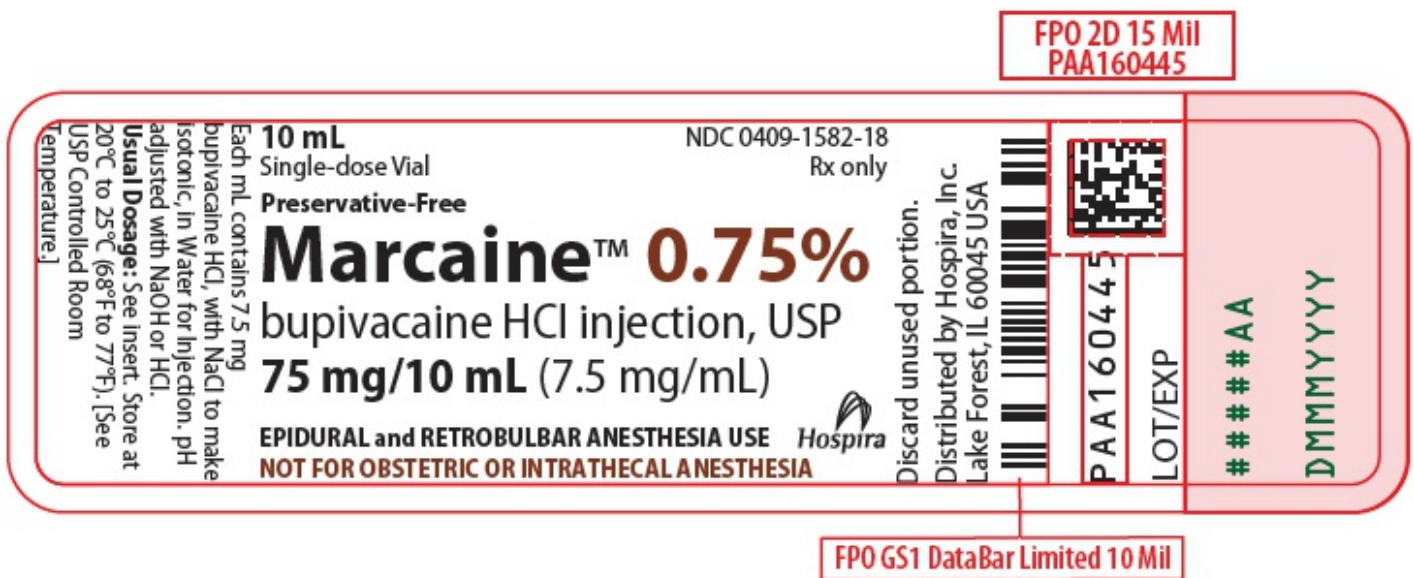 FPO 2D 15 Mil
PAA160445
Each mL contains 7.5 mg
bupivacaine HCl, with NaCl to make
isotonic, in Water for Injection. pH
adjusted with NaOH or HCl.
Usual Dosage: See insert. Store at
20°C to 25°C (68°F to 77°F). [See
USP Controlled Room
Temperature.]
10 mL
NDC 0409-1582-18
Single-dose Vial
Rx only
Preservative-Free
Marcaine™ 0.75%
bupivacaine HCl injection, USP
75 mg/10 mL (7.5 mg/mL)
EPIDURAL and RETROBULBAR ANESTHESIA USE
Hospira
NOT FOR OBSTETRIC OR INTRATHECAL ANESTHESIA
Discard unused portion.
Distributed by Hospira, Inc.
Lake Forest, IL 60045 USA
PAA160445
LOT/EXP
#####AA
DMMMYYYY
FPO GS1 DataBar Limited 10 Mil